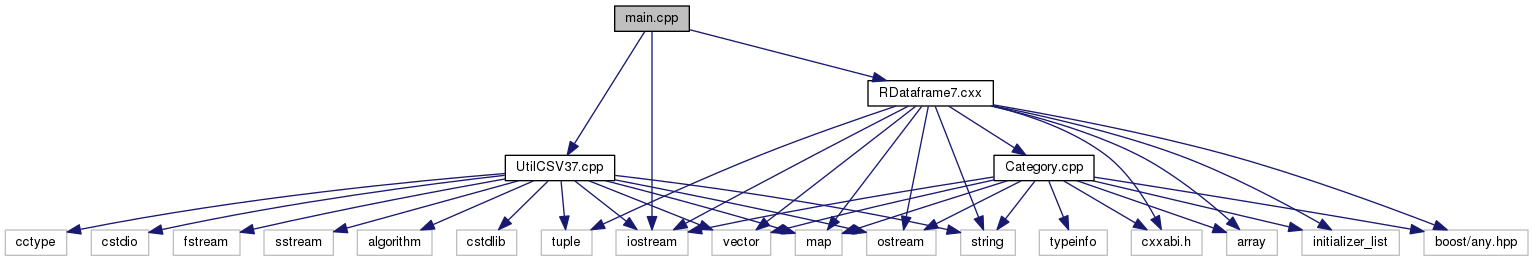 main.cpp
RDataframe7.cxx
UtilCSV37.cpp
Category.cpp
cctype
cstdio
fstream
sstream
algorithm
cstdlib
tuple
iostream
vector
map
ostream
string
typeinfo
cxxabi.h
array
initializer_list
boost/any.hpp